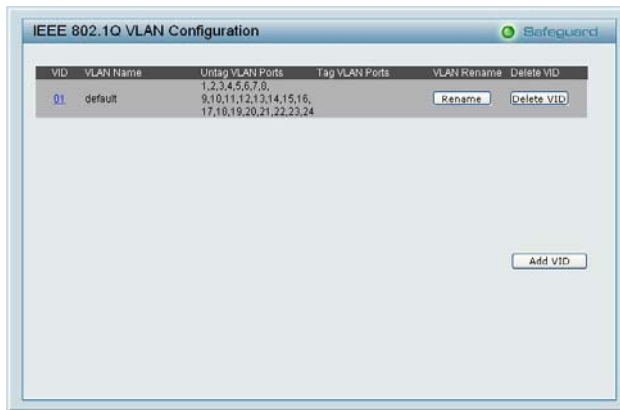 IEEE 802.1Q VLAN Configuration
Safeguard
VID VLAN Name Untag VLAN Ports Tag VLAN Ports VLAN Rename Delete VID
01 default 1,2,3,4,5,6,7,8,
9,10,11,12,13,14,15,16,
17,18,19,20,21,22,23,24
Rename Delete VID
Add VID